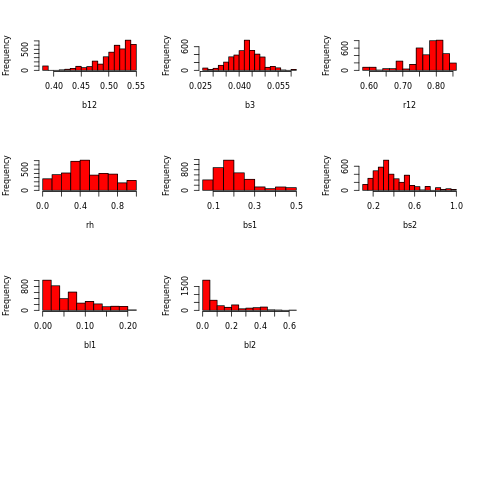 Frequency
0 500
0.40 0.45 0.50 0.55
b12
Frequency
0 600
0.025 0.040 0.055
b3
Frequency
0 600
0.60 0.70 0.80
r12
Frequency
0 500
0.0 0.4 0.8
rh
Frequency
0 800
0.1 0.3 0.5
bs1
Frequency
0 600
0.2 0.6 1.0
bs2
Frequency
0 800
0.00 0.10 0.20
bl1
Frequency
0 1500
0.0 0.2 0.4 0.6
bl2